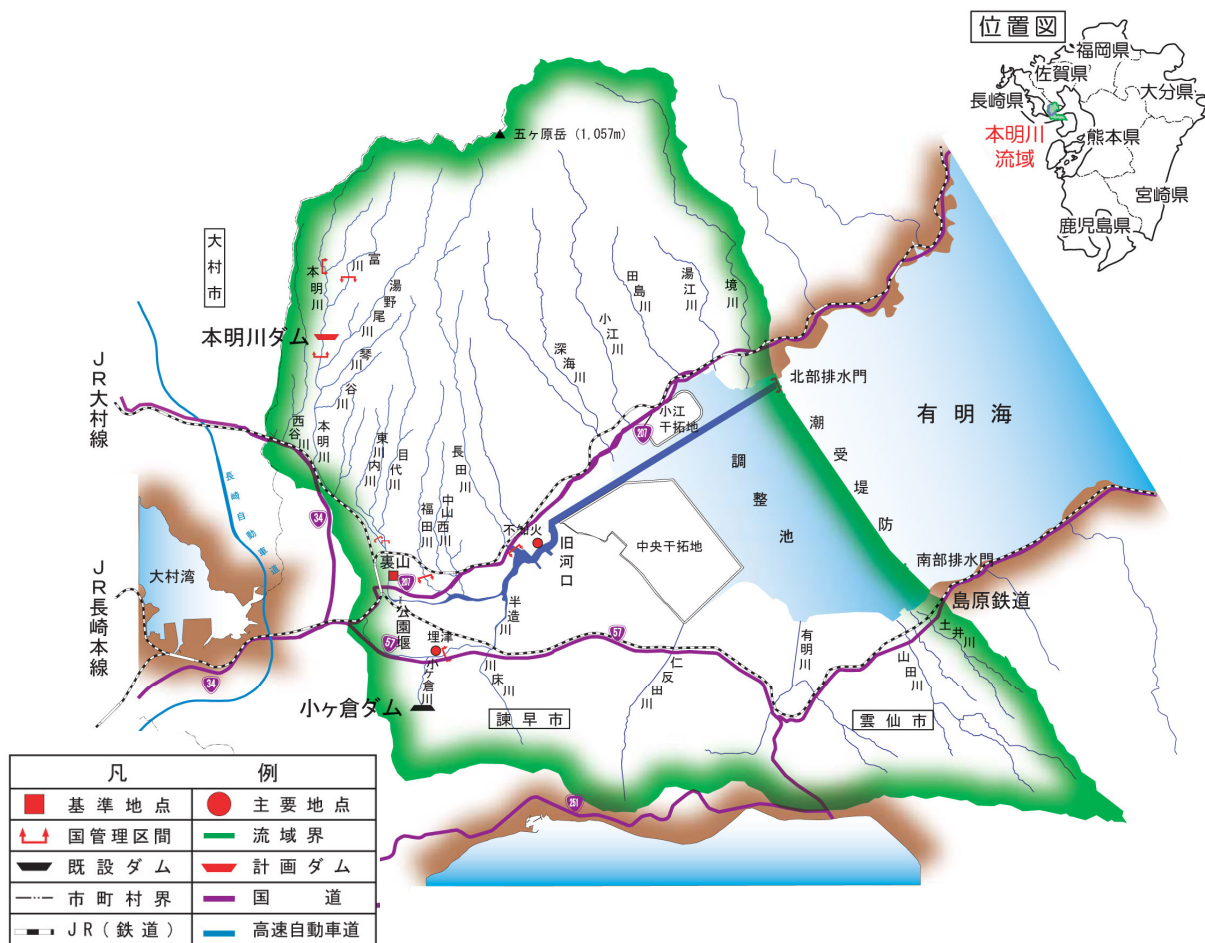 位置図
福岡県
佐賀県
大分県
長崎県
本明川
流域
熊本県
宮崎県
鹿児島県
五ヶ原岳（1,057m）
大村市
本明川
富川
湯野尾川
田島川
湯江川
境川
小江川
深海川
本明川ダム
琴川
谷川
北部排水門
JR大村線
有明海
小江
干拓地
207
潮受堤防
調整池
西谷川
本明川
東川内川
目代川
長田川
中山西川
福田川
長崎自動車道
34
不知火
旧河口
中央干拓地
大村湾
裏山
207
南部排水門
島原鉄道
公園堰
半造川
土井川
JR長崎本線
57
埋津
57
有明川
山田川
34
小ヶ倉川
川床川
仁反田川
小ヶ倉ダム
諫早市
雲仙市
251
凡例
基準地点
主要地点
国管理区間
流域界
既設ダム
計画ダム
市町村界
国道
JR(鉄道)
高速自動車道